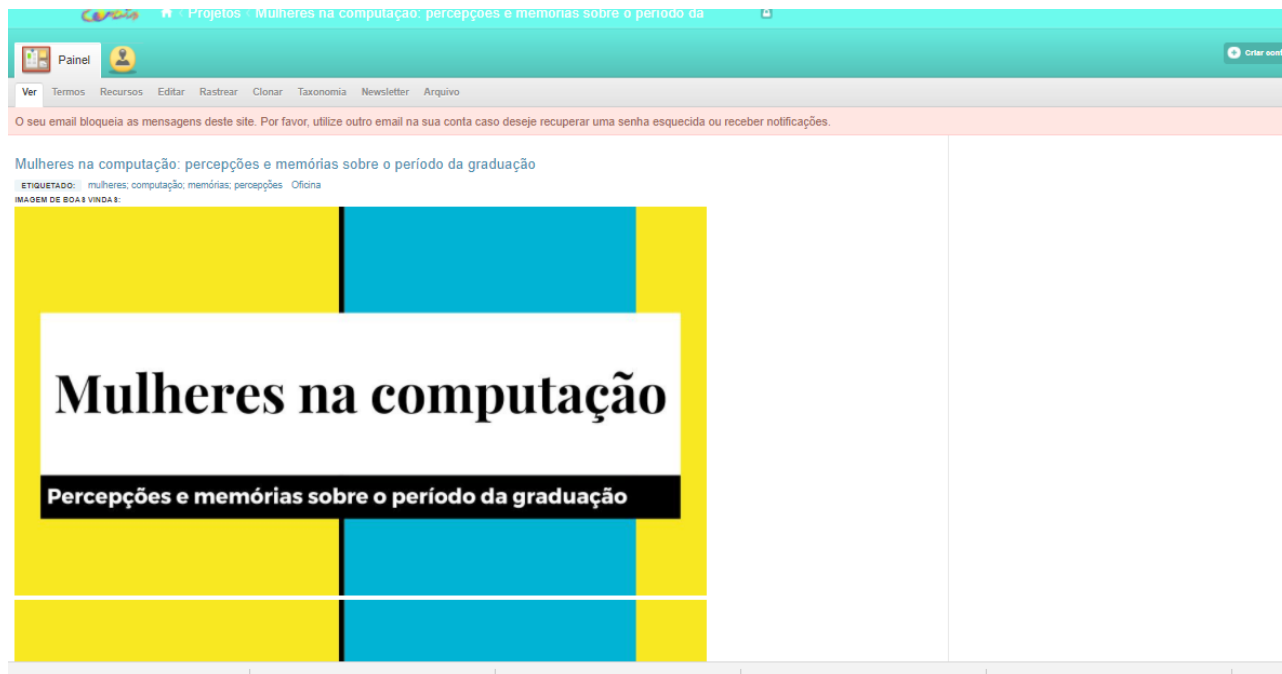 Corais Projetos Mulheres na computação: percepções e memórias sobre o período da
Painel
Criar cont
Ver Termos Recursos Editar Rastrear Clonar Taxonomia Newsletter Arquivo
O seu email bloqueia as mensagens deste site. Por favor, utilize outro email na sua conta caso deseje recuperar uma senha esquecida ou receber notificações.
Mulheres na computação: percepções e memórias sobre o período da graduação
ETIQUETADO: mulheres; computação; memórias; percepções Oficina
IMAGEM DE BOAS VINDAS:
Mulheres na computação
Percepções e memórias sobre o período da graduação